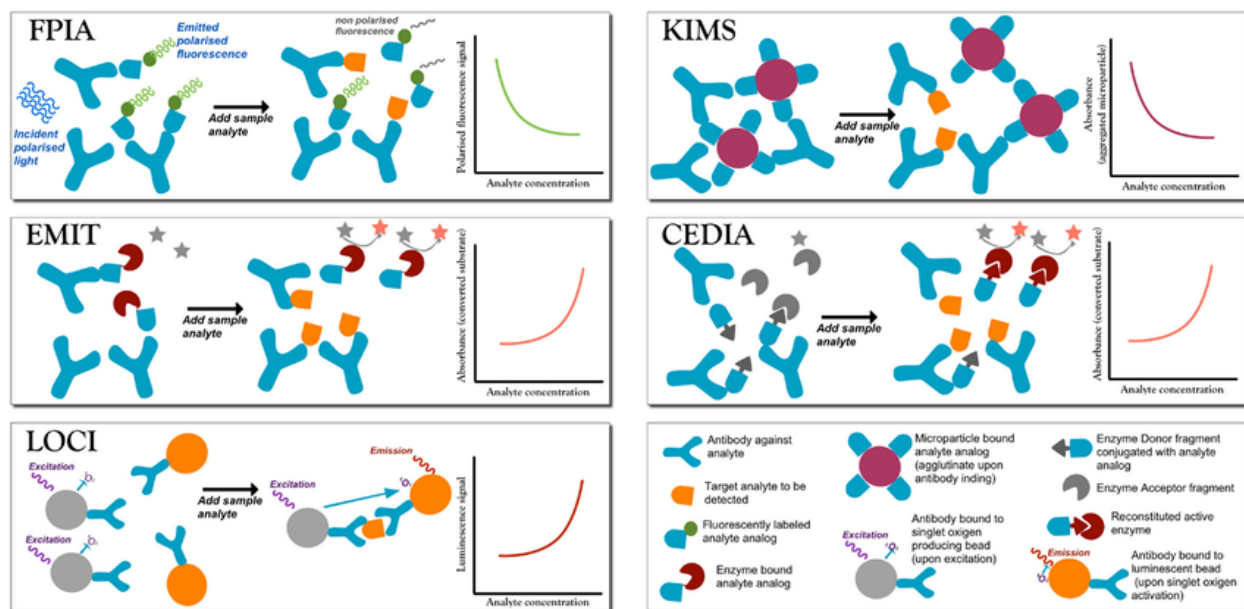 FPIA
Emitted
polarised
fluorescence
non polarised
fluorescence
Incident
polarised
light
Add sample
analyte
Polarised fluorescence signal
Analyte concentration
KIMS
Add sample
analyte
Absorbance
(aggregated microparticle)
Analyte concentration
EMIT
Add sample
analyte
Absorbance (converted substrate)
Analyte concentration
CEDIA
Add sample
analyte
Absorbance (converted substrate)
Analyte concentration
LOCI
Excitation
¹O₂
Excitation
¹O₂
Add sample
analyte
Excitation
Emission
¹O₂
Luminescence signal
Analyte concentration
Antibody against
analyte
Target analyte to be
detected
Fluorescently labeled
analyte analog
Enzyme bound
analyte analog
Microparticle bound
analyte analog
(agglutinate upon
antibody inding)
Excitation
¹O₂
Antibody bound to
singlet oxigen
producing bead
(upon excitation)
Enzyme Donor fragment
conjugated with analyte
analog
Enzyme Acceptor fragment
Reconstituted active
enzyme
Emission
¹O₂
Antibody bound to
luminescent bead
(upon singlet oxigen
activation)